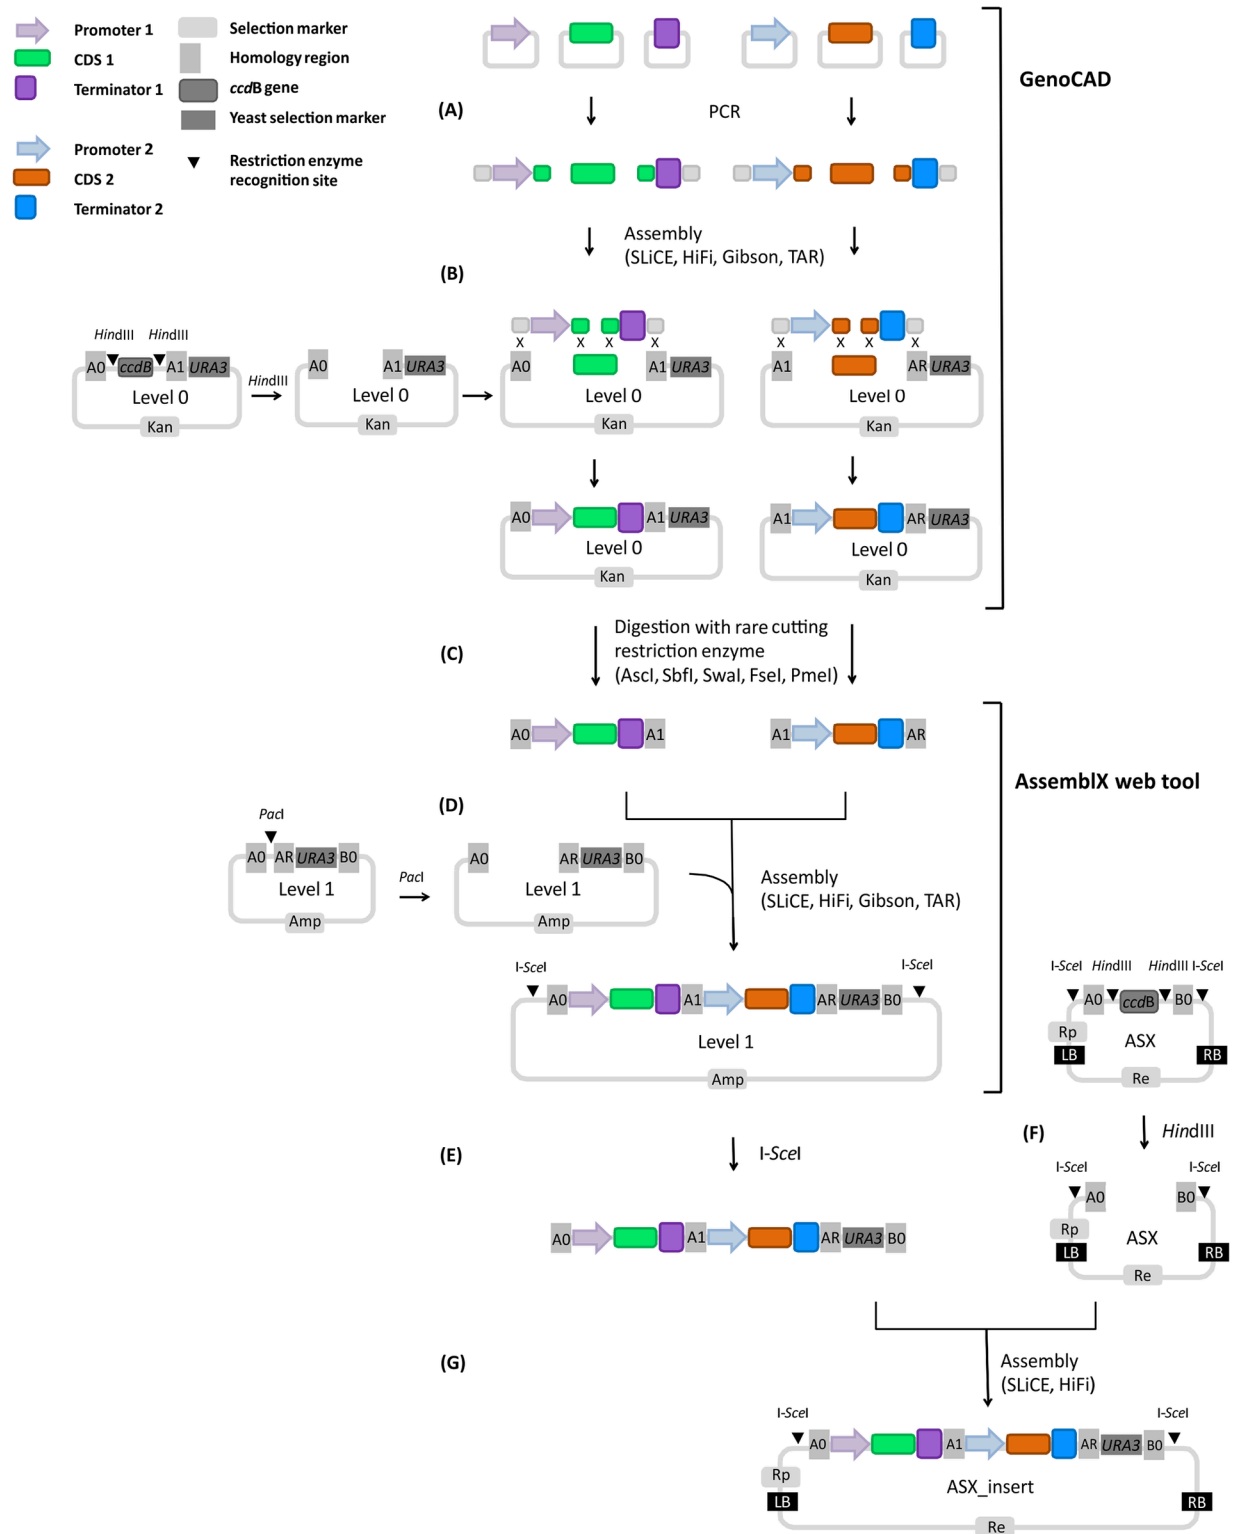 Promoter 1
CDS 1
Terminator 1
Promoter 2
CDS 2
Terminator 2
Selection marker
Homology region
ccdB gene
Yeast selection marker
Restriction enzyme
recognition site
GenoCAD
(A)
PCR
Assembly
(SLiCE, HiFi, Gibson, TAR)
(B)
HindIII HindIII
A0 ccdB A1 URA3
Level 0
Kan
HindIII
A0 A1 URA3
Level 0
Kan
X X X X
A0 A1 URA3
Level 0
Kan
X X X X
A1 AR URA3
Level 0
Kan
A0 A1 URA3
Level 0
Kan
A1 AR URA3
Level 0
Kan
(C)
Digestion with rare cutting
restriction enzyme
(AscI, SbfI, SwaI, FseI, PmeI)
A0 A1
A1 AR
AssemblX web tool
(D)
PacI
A0 AR URA3 B0
Level 1
Amp
PacI
A0 AR URA3 B0
Level 1
Amp
Assembly
(SLiCE, HiFi, Gibson, TAR)
I-SceI I-SceI
A0 A1 AR URA3 B0
Level 1
Amp
I-SceI HindIII HindIII I-SceI
A0 ccdB B0
Rp
ASX
LB RB
Re
(E)
I-SceI
(F)
HindIII
I-SceI I-SceI
A0 B0
Rp
ASX
LB RB
Re
A0 A1 AR URA3 B0
(G)
Assembly
(SLiCE, HiFi)
I-SceI I-SceI
A0 A1 AR URA3 B0
Rp
ASX_insert
LB RB
Re